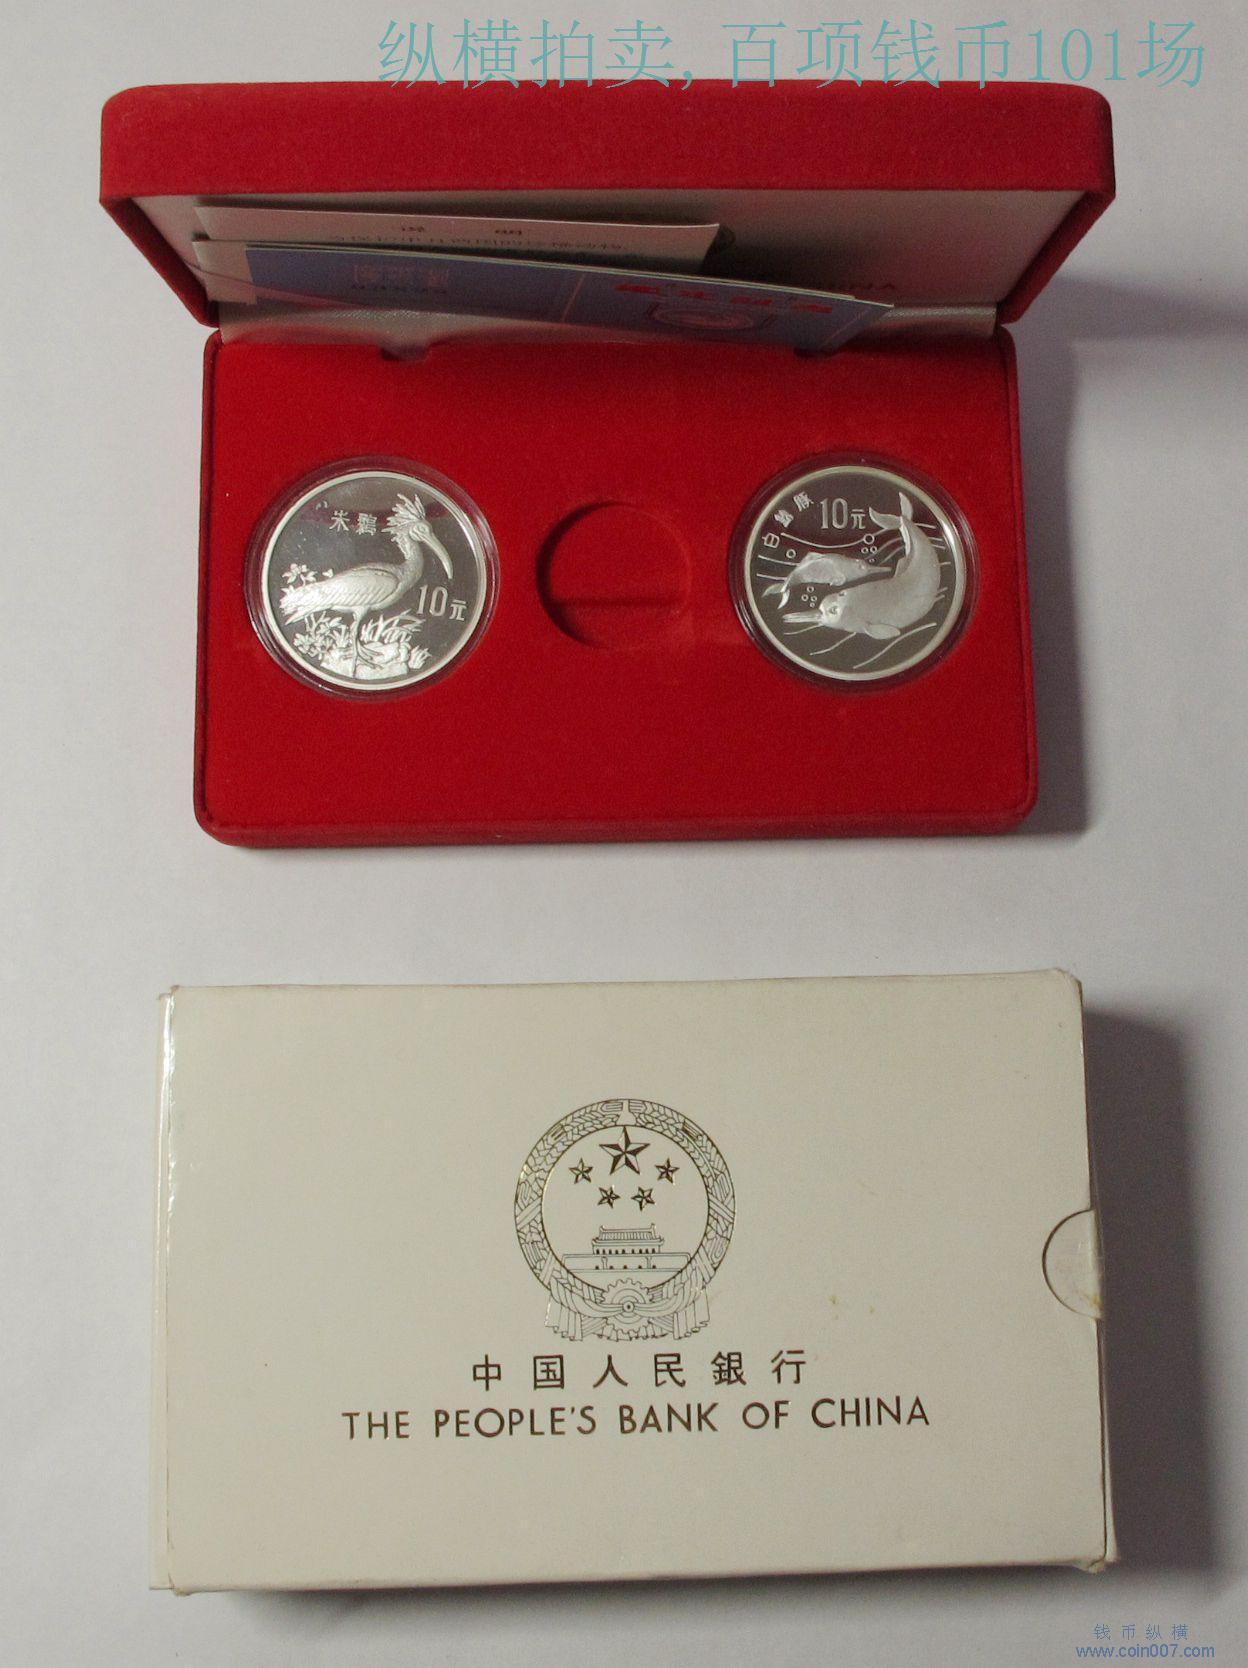 纵横拍卖,百项钱币101场
说 明
朱鹮
10元
白鱀豚
10元
中国人民銀行
THE PEOPLE'S BANK OF CHINA
钱币纵横
www.coin007.com